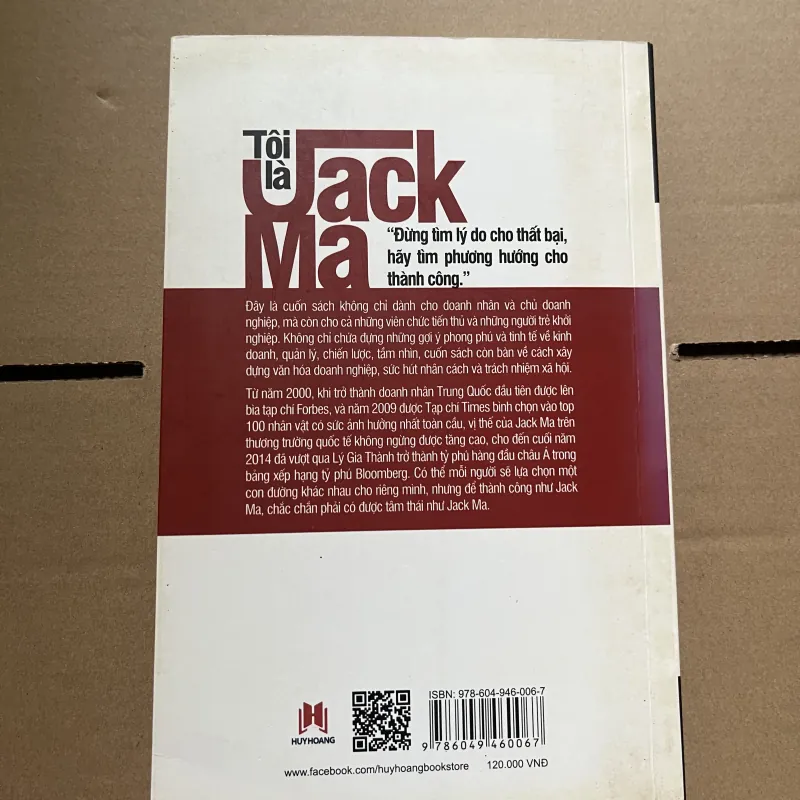 Tôi
là
Jack
Ma
“Đừng tìm lý do cho thất bại,
hãy tìm phương hướng cho
thành công.”
Đây là cuốn sách không chỉ dành cho doanh nhân và chủ doanh
nghiệp, mà còn cho cả những viên chức tiến thủ và những người trẻ khởi
nghiệp. Không chỉ chứa đựng những gợi ý phong phú và tinh tế về kinh
doanh, quản lý, chiến lược, tầm nhìn, cuốn sách còn bàn về cách xây
dựng văn hóa doanh nghiệp, sức hút nhân cách và trách nhiệm xã hội.
Từ năm 2000, khi trở thành doanh nhân Trung Quốc đầu tiên được lên
bìa tạp chí Forbes, và năm 2009 được Tạp chí Times bình chọn vào top
100 nhân vật có sức ảnh hưởng nhất toàn cầu, vị thế của Jack Ma trên
thương trường quốc tế không ngừng được tăng cao, cho đến cuối năm
2014 đã vượt qua Lý Gia Thành trở thành tỷ phú hàng đầu châu Á trong
bảng xếp hạng tỷ phú Bloomberg. Có thể mỗi người sẽ lựa chọn một
con đường khác nhau cho riêng mình, nhưng để thành công như Jack
Ma, chắc chắn phải có được tâm thái như Jack Ma.
ISBN: 978-604-946-006-7
9 786049 460067
HUYHOANG
www.facebook.com/huyhoangbookstore
120.000 VNĐ